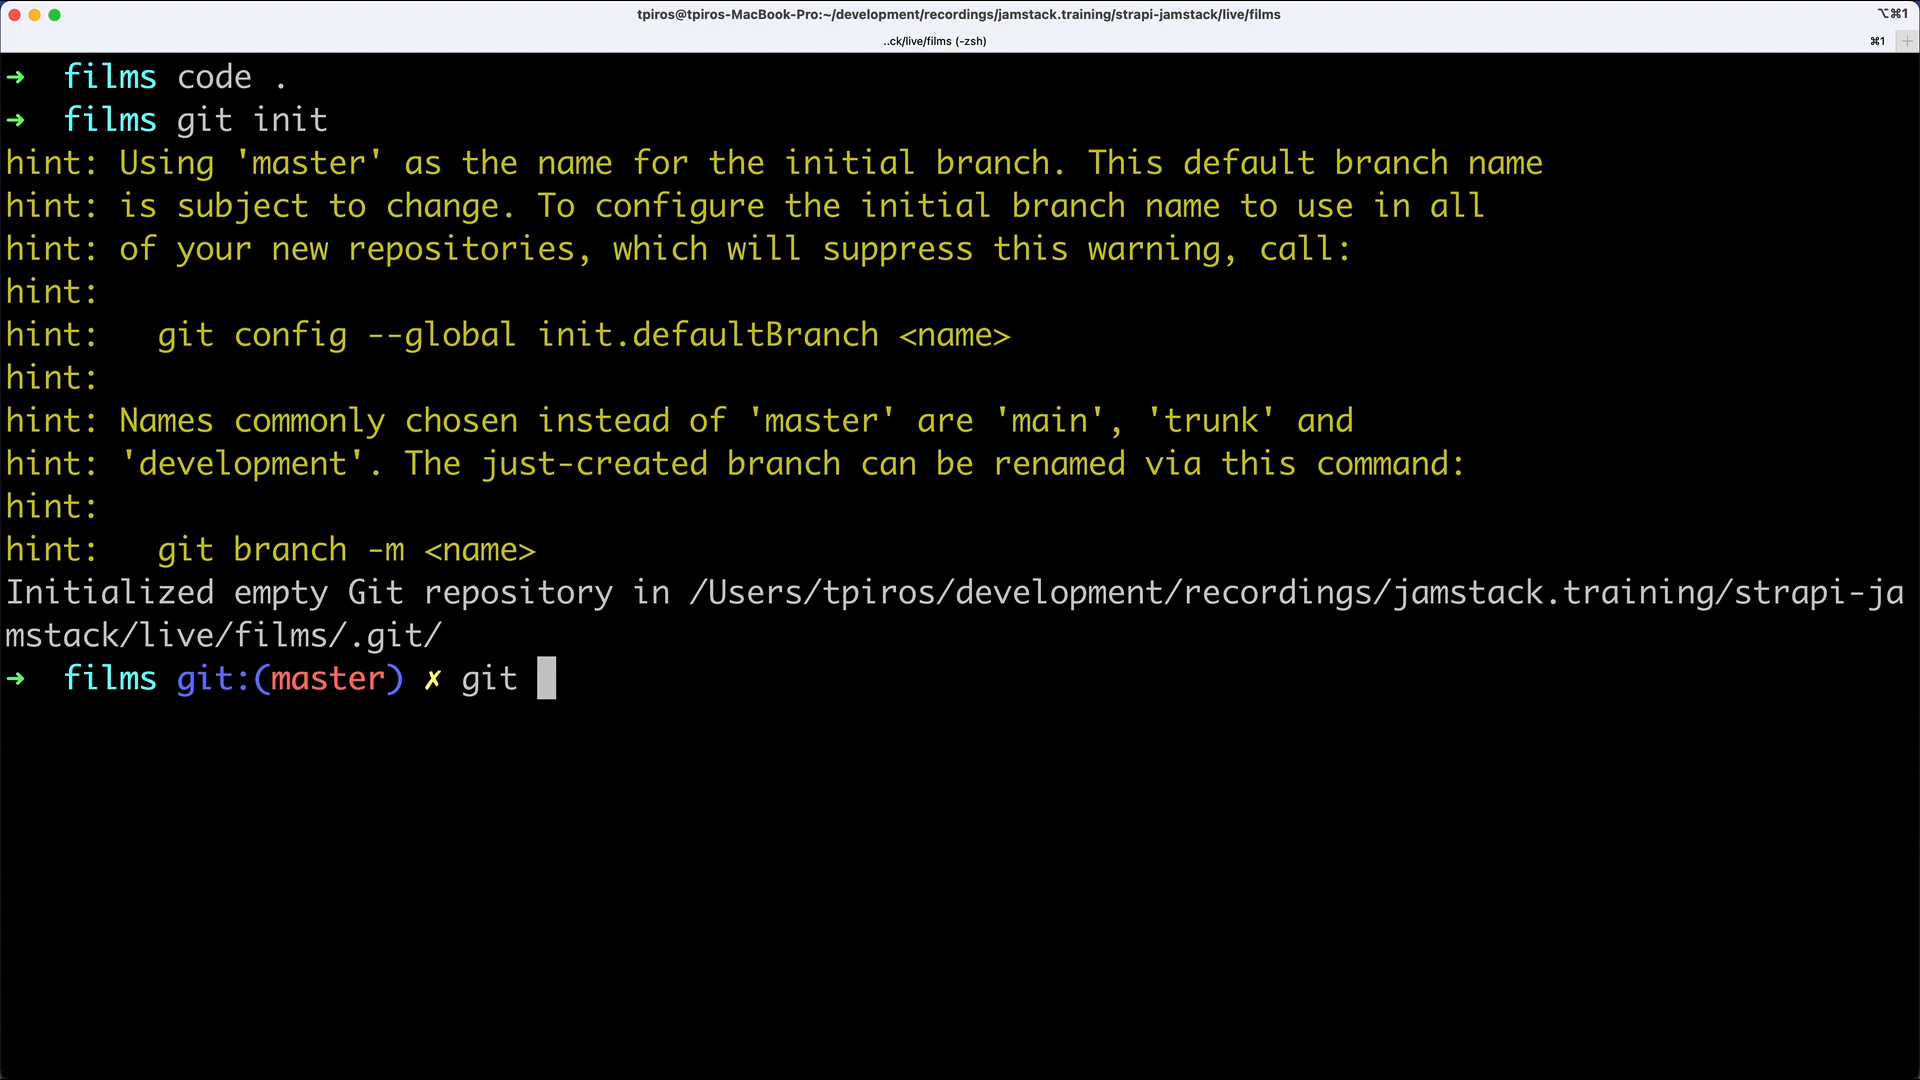 tpiros@tpiros-MacBook-Pro:~/development/recordings/jamstack.training/strapi-jamstack/live/films
⌥⌘1
..ck/live/films (-zsh)
⌘1
+
➜ films code .
➜ films git init
hint: Using 'master' as the name for the initial branch. This default branch name
hint: is subject to change. To configure the initial branch name to use in all
hint: of your new repositories, which will suppress this warning, call:
hint:
hint:   git config --global init.defaultBranch <name>
hint:
hint: Names commonly chosen instead of 'master' are 'main', 'trunk' and
hint: 'development'. The just-created branch can be renamed via this command:
hint:
hint:   git branch -m <name>
Initialized empty Git repository in /Users/tpiros/development/recordings/jamstack.training/strapi-ja
mstack/live/films/.git/
➜ films git:(master) ✗ git